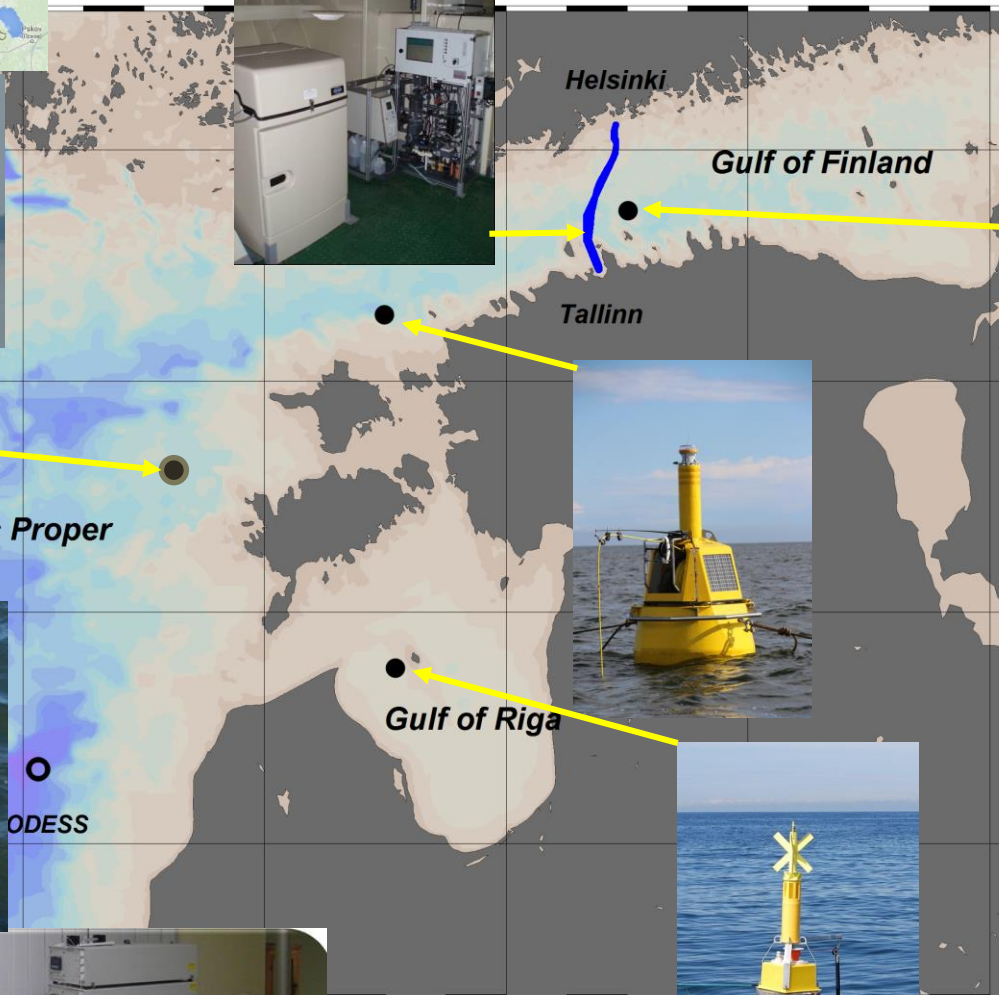 Helsinki
Gulf of Finland
Tallinn
Proper
Gulf of Riga
ODESS